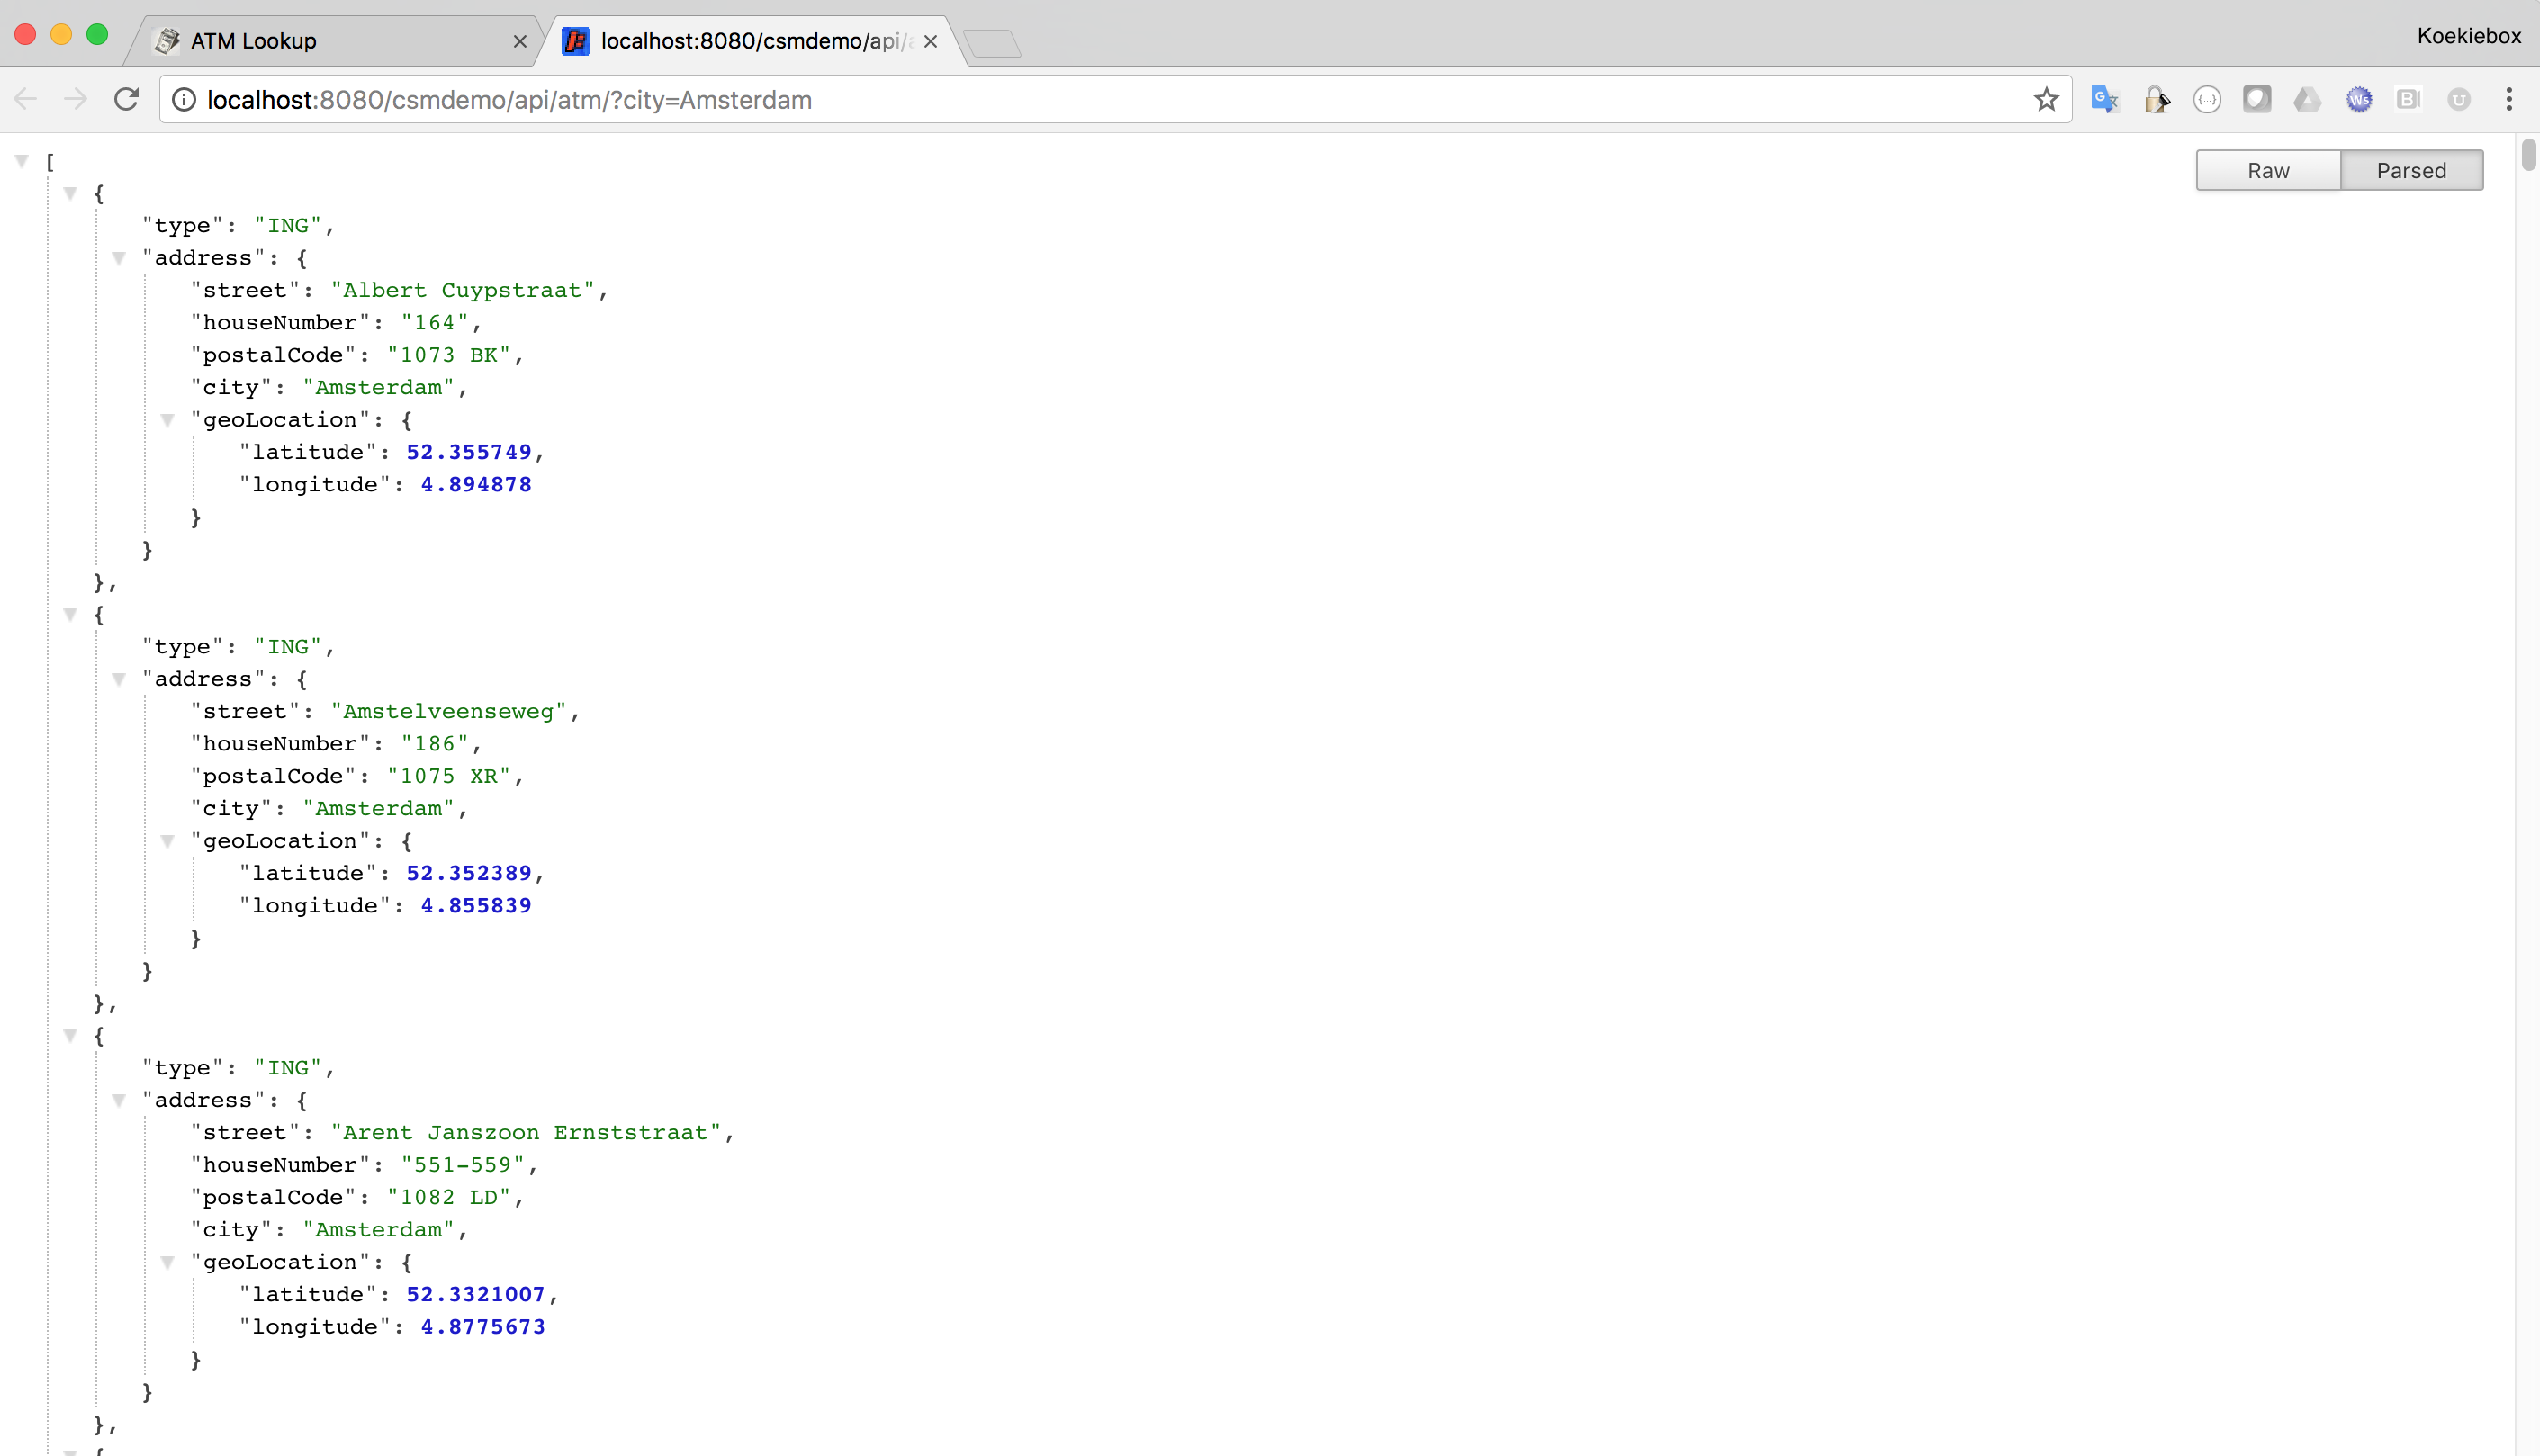 ATM Lookup
localhost:8080/csmdemo/api/
Koekiebox
localhost:8080/csmdemo/api/atm/?city=Amsterdam
Raw
Parsed
[
{
"type": "ING",
"address": {
"street": "Albert Cuypstraat",
"houseNumber": "164",
"postalCode": "1073 BK",
"city": "Amsterdam",
"geoLocation": {
"latitude": 52.355749,
"longitude": 4.894878
}
}
},
{
"type": "ING",
"address": {
"street": "Amstelveenseweg",
"houseNumber": "186",
"postalCode": "1075 XR",
"city": "Amsterdam",
"geoLocation": {
"latitude": 52.352389,
"longitude": 4.855839
}
}
},
{
"type": "ING",
"address": {
"street": "Arent Janszoon Ernststraat",
"houseNumber": "551-559",
"postalCode": "1082 LD",
"city": "Amsterdam",
"geoLocation": {
"latitude": 52.3321007,
"longitude": 4.8775673
}
}
},
{